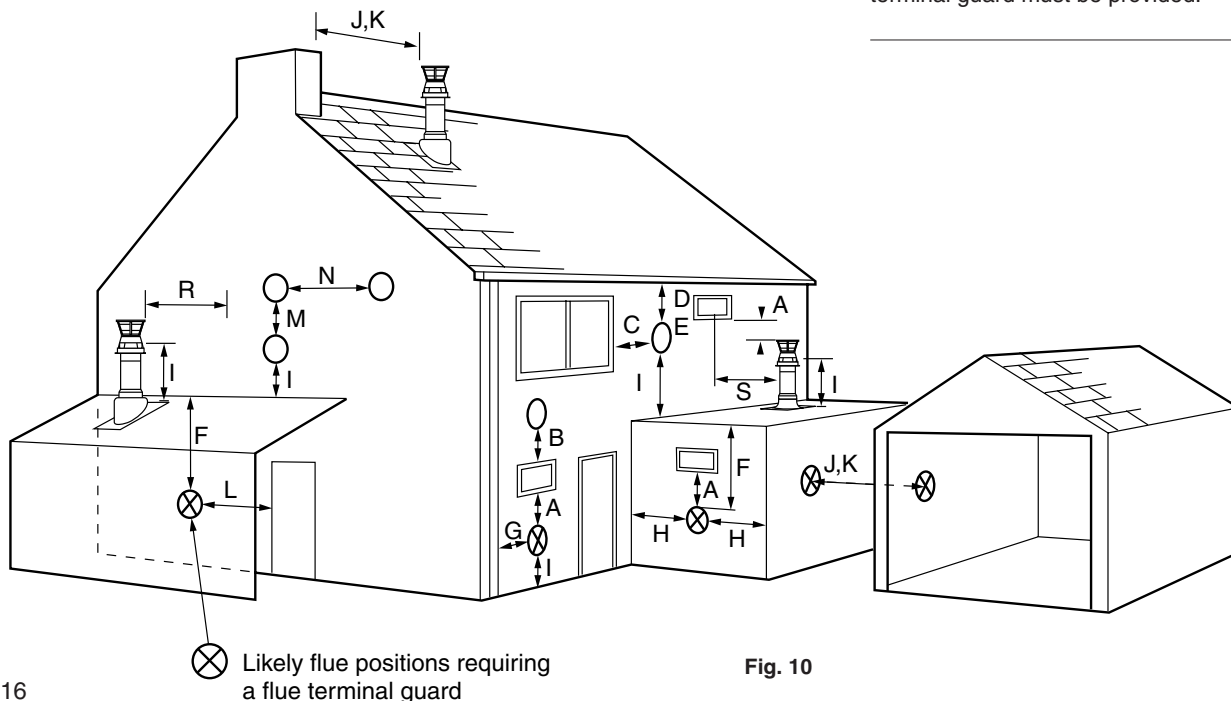 terminal guard must be provided.
J,K
N
R
M
D
A
C
E
I
I
I
S
I
F
B
F
J,K
L
A
A
G
H
H
I
Likely flue positions requiring
a flue terminal guard
Fig. 10
16